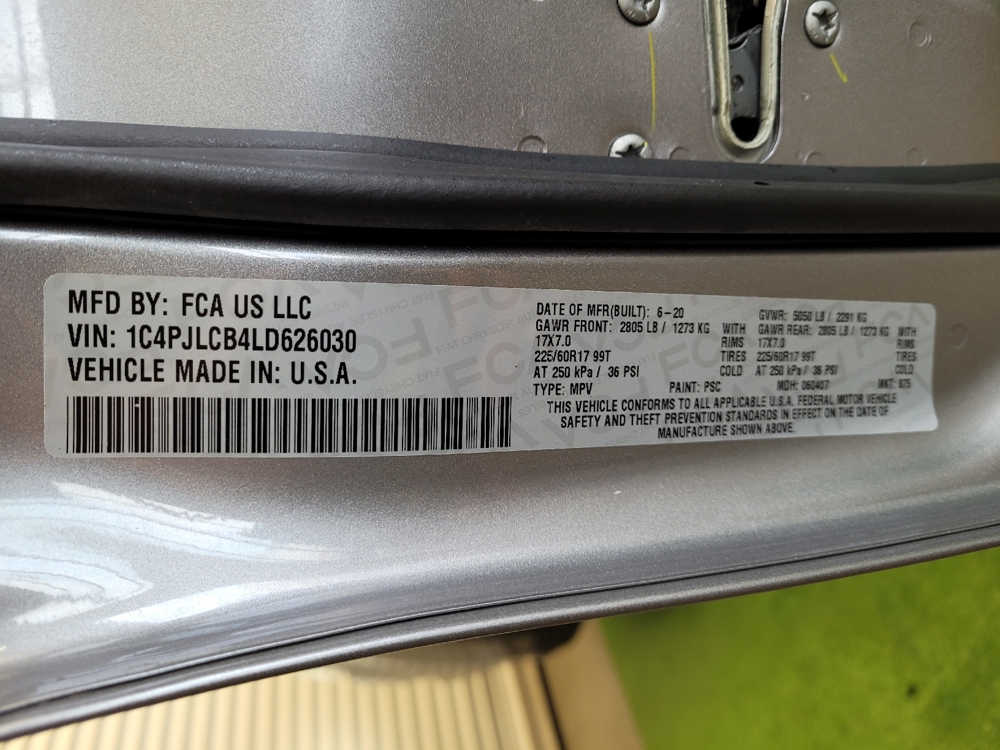 MFD BY: FCA US LLC
VIN: 1C4PJLCB4LD626030
VEHICLE MADE IN: U.S.A.
DATE OF MFR(BUILT): 6-20
GVWR: 5050 LB / 2291 KG
GAWR FRONT: 2805 LB / 1273 KG WITH
17X7.0 RIMS
225/60R17 99T TIRES
AT 250 kPa / 36 PSI COLD
GAWR REAR: 2805 LB / 1273 KG WITH
17X7.0 RIMS
225/60R17 99T TIRES
AT 250 kPa / 36 PSI COLD
TYPE: MPV PAINT: PSC MDH: 060407 MKT: 875
THIS VEHICLE CONFORMS TO ALL APPLICABLE U.S.A. FEDERAL MOTOR VEHICLE
SAFETY AND THEFT PREVENTION STANDARDS IN EFFECT ON THE DATE OF
MANUFACTURE SHOWN ABOVE.